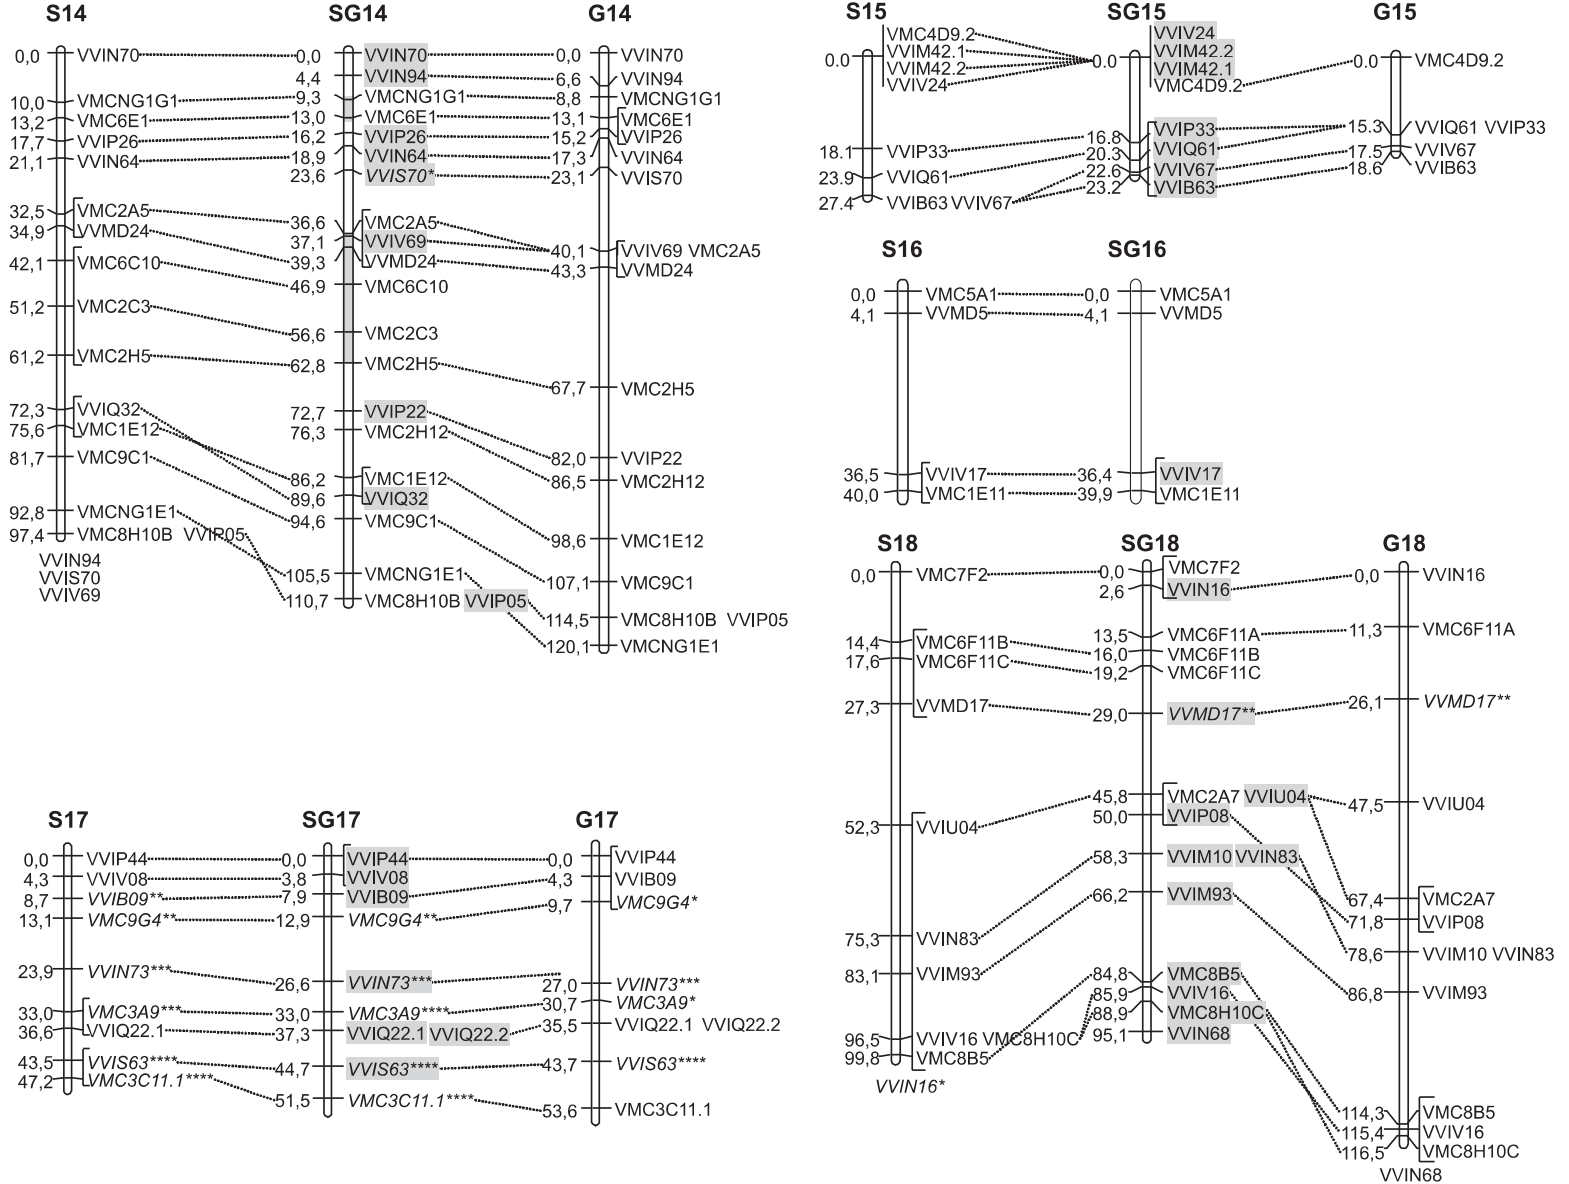 S14 SG14 G14
0,0 VVIN70 0,0 VVIN70 0,0 VVIN70
4,4 VVIN94 6,6 VVIN94
10,0 VMCNG1G1 9,3 VMCNG1G1 8,8 VMCNG1G1
13,2 VMC6E1 13,0 VMC6E1 13,1 VMC6E1
17,7 VVIP26 16,2 VVIP26 15,2 VVIP26
21,1 VVIN64 18,9 VVIN64 17,3 VVIN64
23,6 VVIS70* 23,1 VVIS70
32,5 VMC2A5 36,6 VMC2A5
34,9 VVMD24 37,1 VVIV69 40,1 VVIV69 VMC2A5
42,1 VMC6C10 39,3 VVMD24 43,3 VVMD24
46,9 VMC6C10
51,2 VMC2C3 56,6 VMC2C3
61,2 VMC2H5 62,8 VMC2H5 67,7 VMC2H5
72,3 VVIQ32 72,7 VVIP22
75,6 VMC1E12 76,3 VMC2H12
81,7 VMC9C1 82,0 VVIP22
86,2 VMC1E12 86,5 VMC2H12
89,6 VVIQ32
92,8 VMCNG1E1 94,6 VMC9C1
97,4 VMC8H10B VVIP05 98,6 VMC1E12
VVIN94
VVIS70
VVIV69
105,5 VMCNG1E1 107,1 VMC9C1
110,7 VMC8H10B VVIP05 114,5 VMC8H10B VVIP05
120,1 VMCNG1E1
S17 SG17 G17
0,0 VVIP44 0,0 VVIP44 0,0 VVIP44
4,3 VVIV08 3,8 VVIV08 4,3 VVIB09
8,7 VVIB09** 7,9 VVIB09 9,7 VMC9G4*
13,1 VMC9G4** 12,9 VMC9G4**
23,9 VVIN73*** 26,6 VVIN73*** 27,0 VVIN73***
33,0 VMC3A9*** 33,0 VMC3A9**** 30,7 VMC3A9*
36,6 VVIQ22.1 37,3 VVIQ22.1 VVIQ22.2 35,5 VVIQ22.1 VVIQ22.2
43,5 VVIS63**** 44,7 VVIS63**** 43,7 VVIS63****
47,2 VMC3C11.1**** 51,5 VMC3C11.1**** 53,6 VMC3C11.1
S15 SG15 G15
VMC4D9.2 VVIV24
VVIM42.1 VVIM42.2
0.0 0.0 0.0 VMC4D9.2
VVIM42.2 VVIM42.1
VVIV24 VMC4D9.2
18.1 VVIP33 16.8 VVIP33 15.3 VVIQ61 VVIP33
23.9 VVIQ61 20.3 VVIQ61 17.5 VVIV67
27.4 VVIB63 VVIV67 22.6 VVIV67 18.6 VVIB63
23.2 VVIB63
S16 SG16
0,0 VMC5A1 0,0 VMC5A1
4,1 VVMD5 4,1 VVMD5
36,5 VVIV17 36,4 VVIV17
40,0 VMC1E11 39,9 VMC1E11
S18 SG18 G18
0,0 VMC7F2 0,0 VMC7F2 0,0 VVIN16
2,6 VVIN16
14,4 VMC6F11B 13,5 VMC6F11A 11,3 VMC6F11A
17,6 VMC6F11C 16,0 VMC6F11B
19,2 VMC6F11C
27,3 VVMD17 29,0 VVMD17** 26,1 VVMD17**
45,8 VMC2A7 VVIU04 47,5 VVIU04
52,3 VVIU04 50,0 VVIP08
58,3 VVIM10 VVIN83
66,2 VVIM93 67,4 VMC2A7
71,8 VVIP08
75,3 VVIN83 78,6 VVIM10 VVIN83
83,1 VVIM93 84,8 VMC8B5 86,8 VVIM93
85,9 VVIV16
88,9 VMC8H10C
96,5 VVIV16 VMC8H10C 95,1 VVIN68
99,8 VMC8B5
VVIN16*
114,3 VMC8B5
115,4 VVIV16
116,5 VMC8H10C
VVIN68